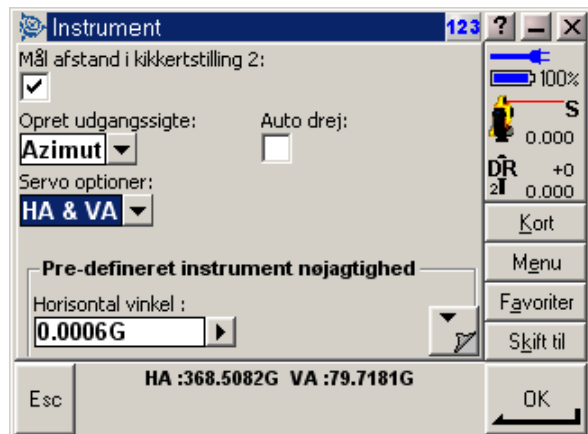 Instrument 123 ?
Mål afstand i kikkertstilling 2:
100%
Opret udgangssigte: Auto drej:
S
0.000
Azimut
Servo optioner:
DR +0
2 0.000
HA & VA
Kort
Pre-defineret instrument nøjagtighed
Menu
Horisontal vinkel :
Favoriter
0.0006G
Skift til
Esc
HA :368.5082G VA :79.7181G
OK